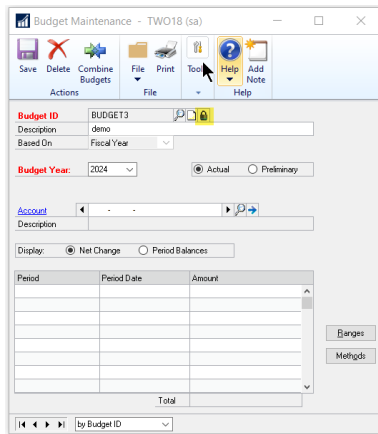 Budget Maintenance - TWO18 (sa)
Save Delete Combine Budgets File Print Tools Help Add Note
Actions File Help
Budget ID BUDGET3
Description demo
Based On Fiscal Year
Budget Year: 2024 Actual Preliminary
Account - -
Description
Display: Net Change Period Balances
Period Period Date Amount
Ranges
Methods
Total
by Budget ID